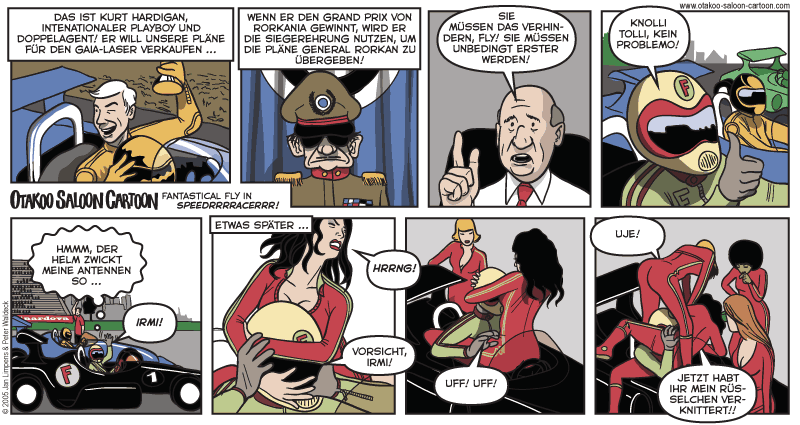 www.otakoo-saloon-cartoon.com
DAS IST KURT HARDIGAN,
INTENATIONALER PLAYBOY UND
DOPPELAGENT! ER WILL UNSERE PLÄNE
FÜR DEN GAIA-LASER VERKAUFEN ...
WENN ER DEN GRAND PRIX VON
RORKANIA GEWINNT, WIRD ER
DIE SIEGEREHRUNG NUTZEN, UM
DIE PLÄNE GENERAL RORKAN ZU
ÜBERGEBEN!
SIE
MÜSSEN DAS VERHIN-
DERN, FLY! SIE MÜSSEN
UNBEDINGT ERSTER
WERDEN!
KNOLLI
TOLLI, KEIN
PROBLEMO!
F
F
OTAKOO SALOON CARTOON
FANTASTICAL FLY IN
SPEEDRRRRACERRR!
HMMM, DER
HELM ZWICKT
MEINE ANTENNEN
SO ...
IRMI!
nardova
F
1
ETWAS SPÄTER ...
HRRNG!
VORSICHT,
IRMI!
UFF! UFF!
UJE!
JETZT HABT
IHR MEIN RÜS-
SELCHEN VER-
KNITTERT!!
© 2005 Jan Limpens & Peter Waldeck